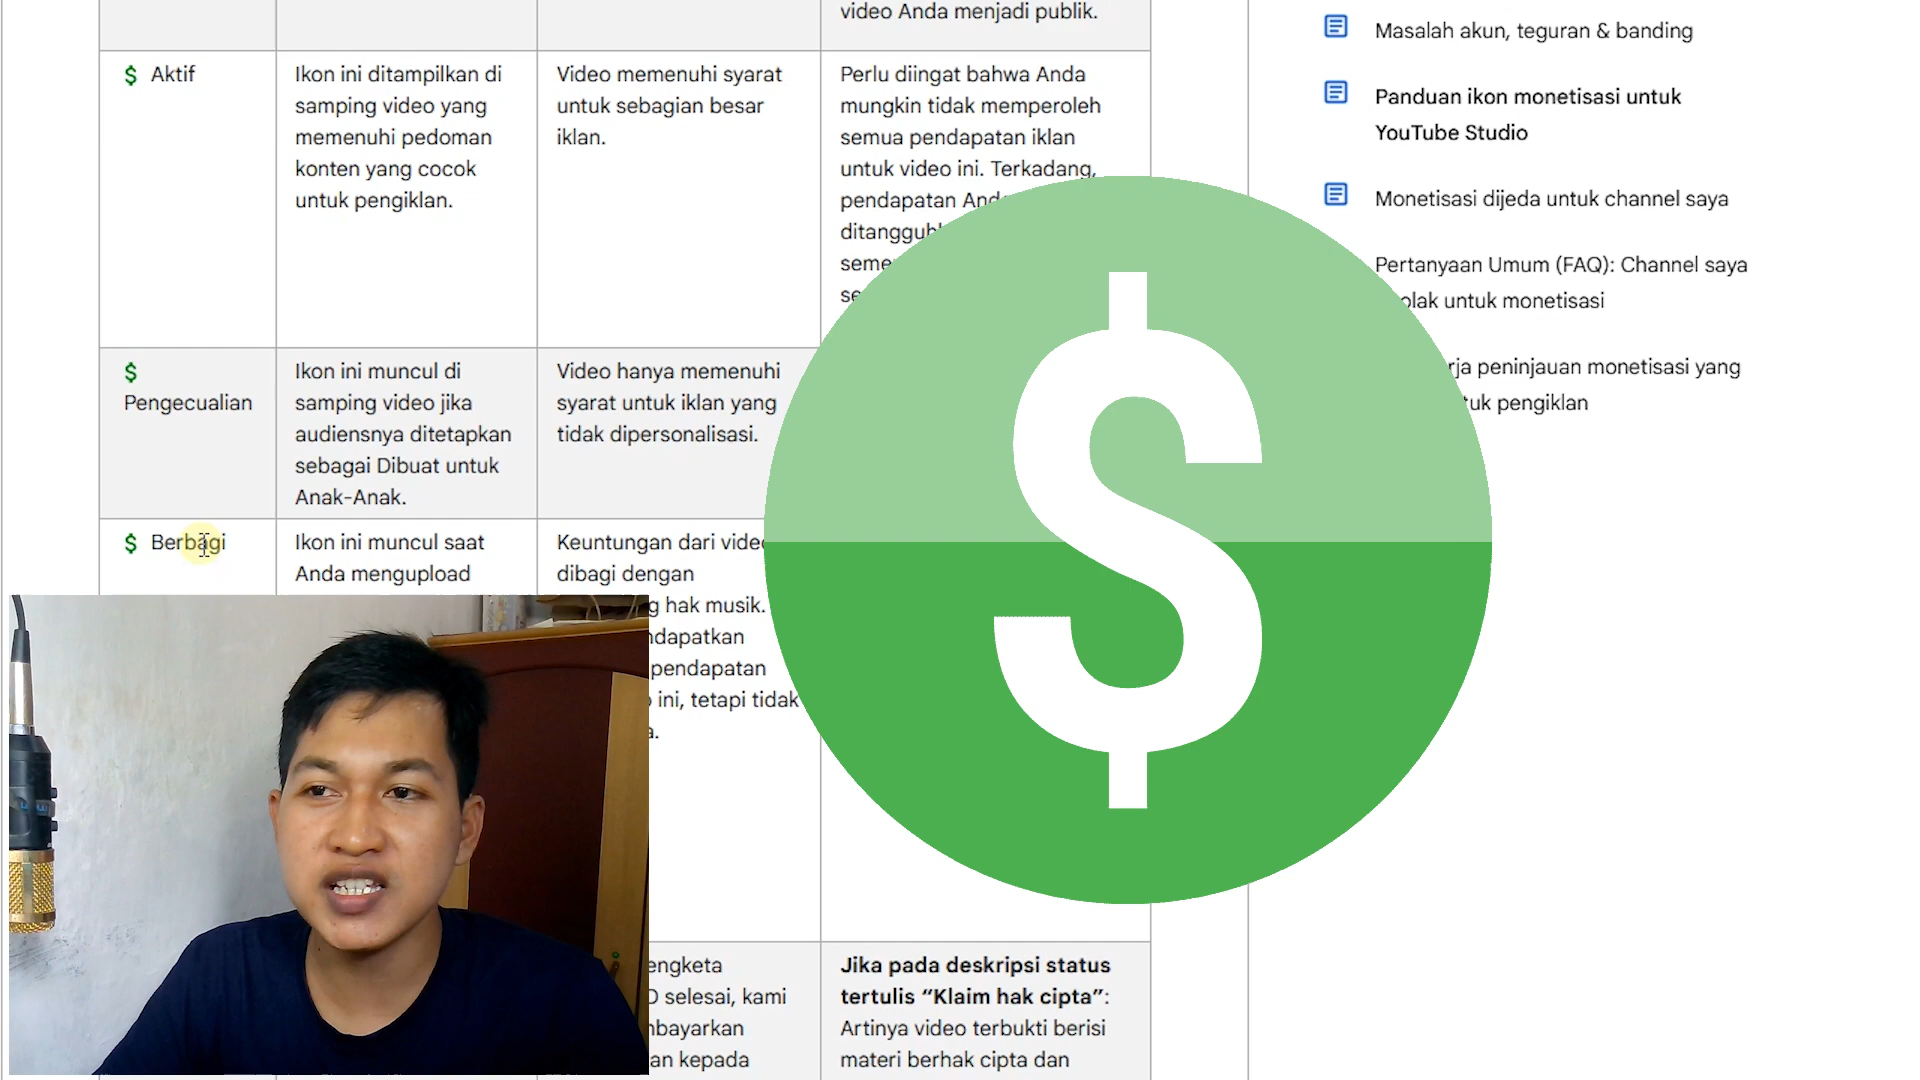 video Anda menjadi publik.
$ Aktif
Ikon ini ditampilkan di
samping video yang
memenuhi pedoman
konten yang cocok
untuk pengiklan.
Video memenuhi syarat
untuk sebagian besar
iklan.
Perlu diingat bahwa Anda
mungkin tidak memperoleh
semua pendapatan iklan
untuk video ini. Terkadang,
pendapatan
$
Pengecualian
Ikon ini muncul di
samping video jika
audiensnya ditetapkan
sebagai Dibuat untuk
Anak-Anak.
Video hanya memenuhi
syarat untuk iklan yang
tidak dipersonalisasi.
$ Berbagi
Ikon ini muncul saat
Anda mengupload
Keuntungan dari video
dibagi dengan
hak musik.
pendapatan
ini, tetapi tidak
selesai, kami
kepada
Jika pada deskripsi status
tertulis “Klaim hak cipta”:
Artinya video terbukti berisi
materi berhak cipta dan
$
Masalah akun, teguran & banding
Panduan ikon monetisasi untuk
YouTube Studio
Monetisasi dijeda untuk channel saya
Pertanyaan Umum (FAQ): Channel saya
untuk monetisasi
peninjauan monetisasi yang
pengiklan